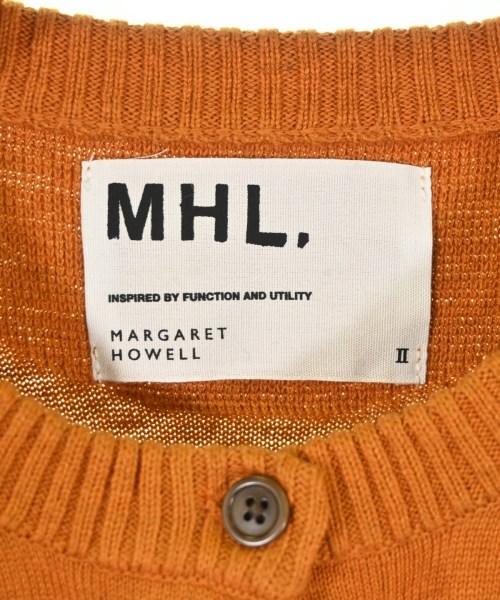 MHL.
INSPIRED BY FUNCTION AND UTILITY
MARGARET
HOWELL
II